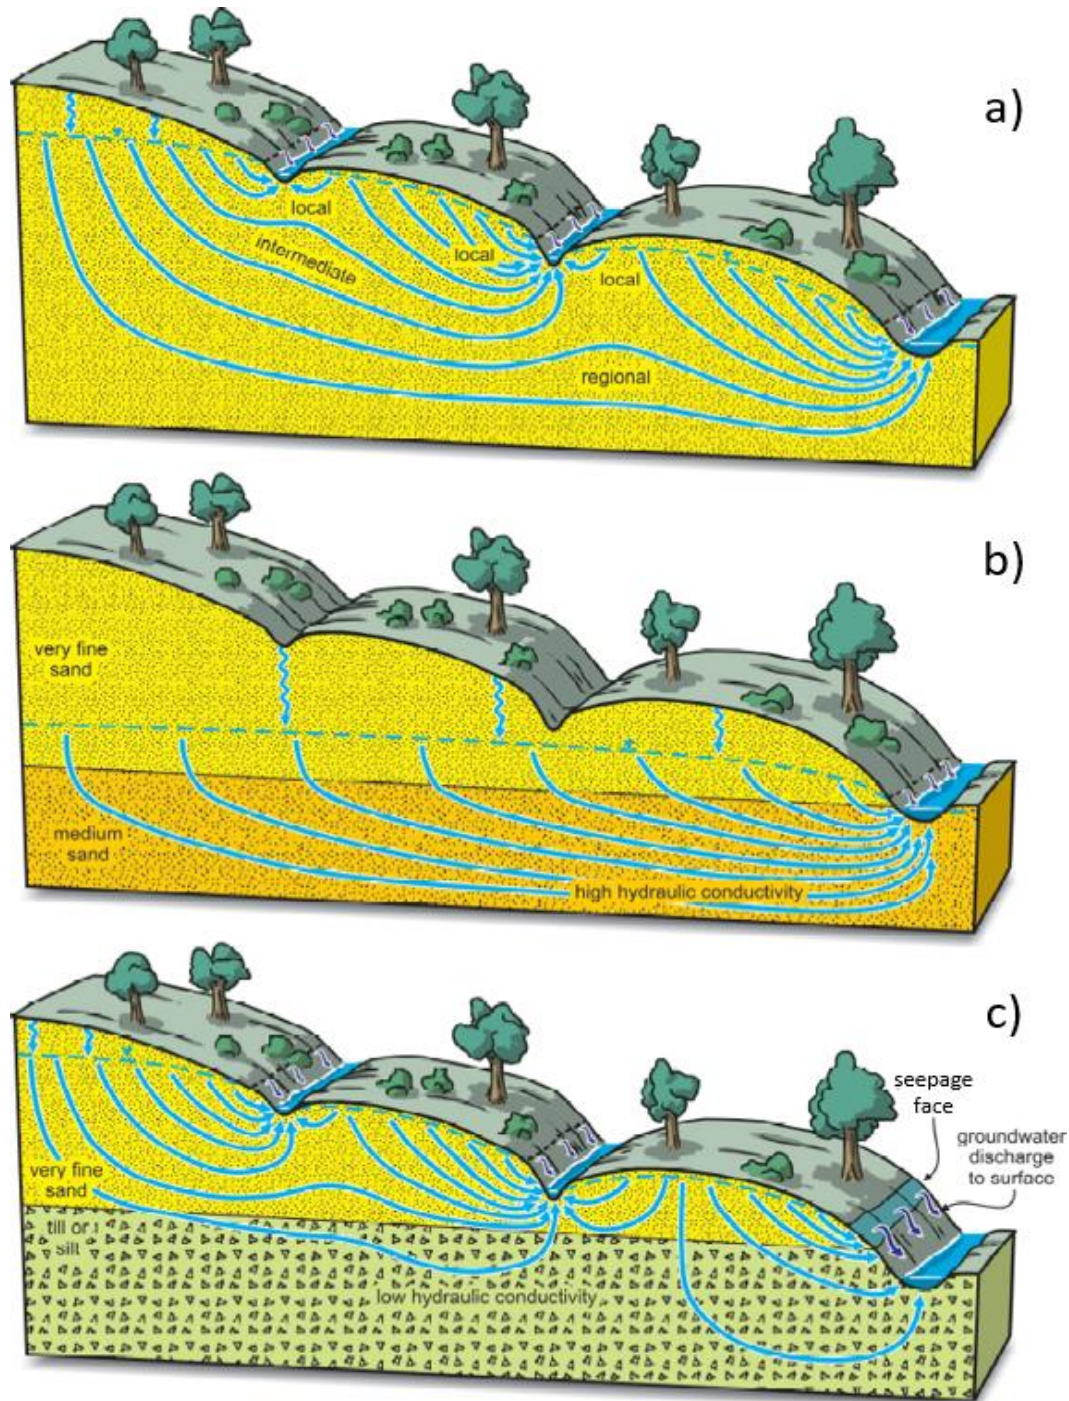 a)
local
intermediate
local
local
regional
b)
very fine
sand
medium
sand
high hydraulic conductivity
c)
seepage
face
groundwater
discharge
to surface
very fine
sand
till or
silt
low hydraulic conductivity